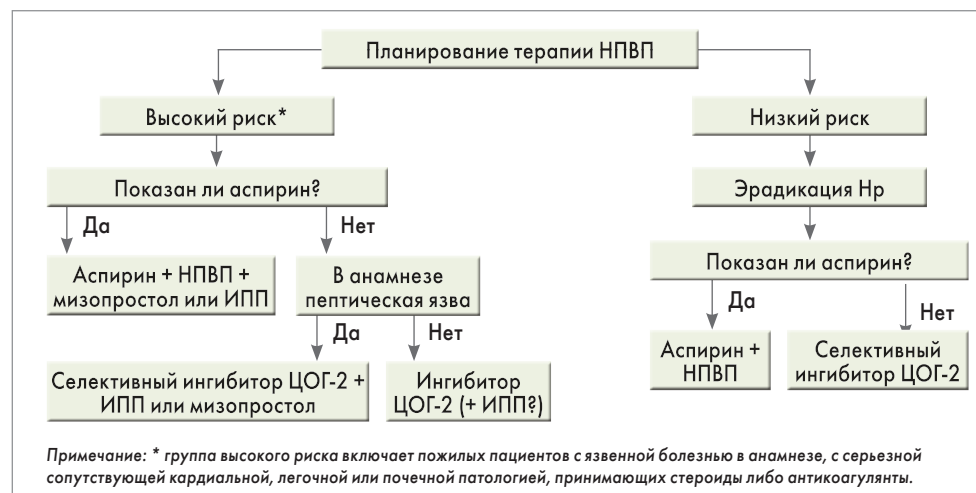 Планирование терапии НПВП
Высокий риск*
Низкий риск
Показан ли аспирин?
Эрадикация Нр
Да
Нет
Показан ли аспирин?
Аспирин + НПВП +
мизопростол или ИПП
В анамнезе
пептическая язва
Да
Нет
Да
Нет
Селективный ингибитор ЦОГ-2 +
ИПП или мизопростол
Ингибитор
ЦОГ-2 (+ ИПП?)
Аспирин +
НПВП
Селективный
ингибитор ЦОГ-2
Примечание: * группа высокого риска включает пожилых пациентов с язвенной болезнью в анамнезе, с серьезной
сопутствующей кардиальной, легочной или почечной патологией, принимающих стероиды либо антикоагулянты.